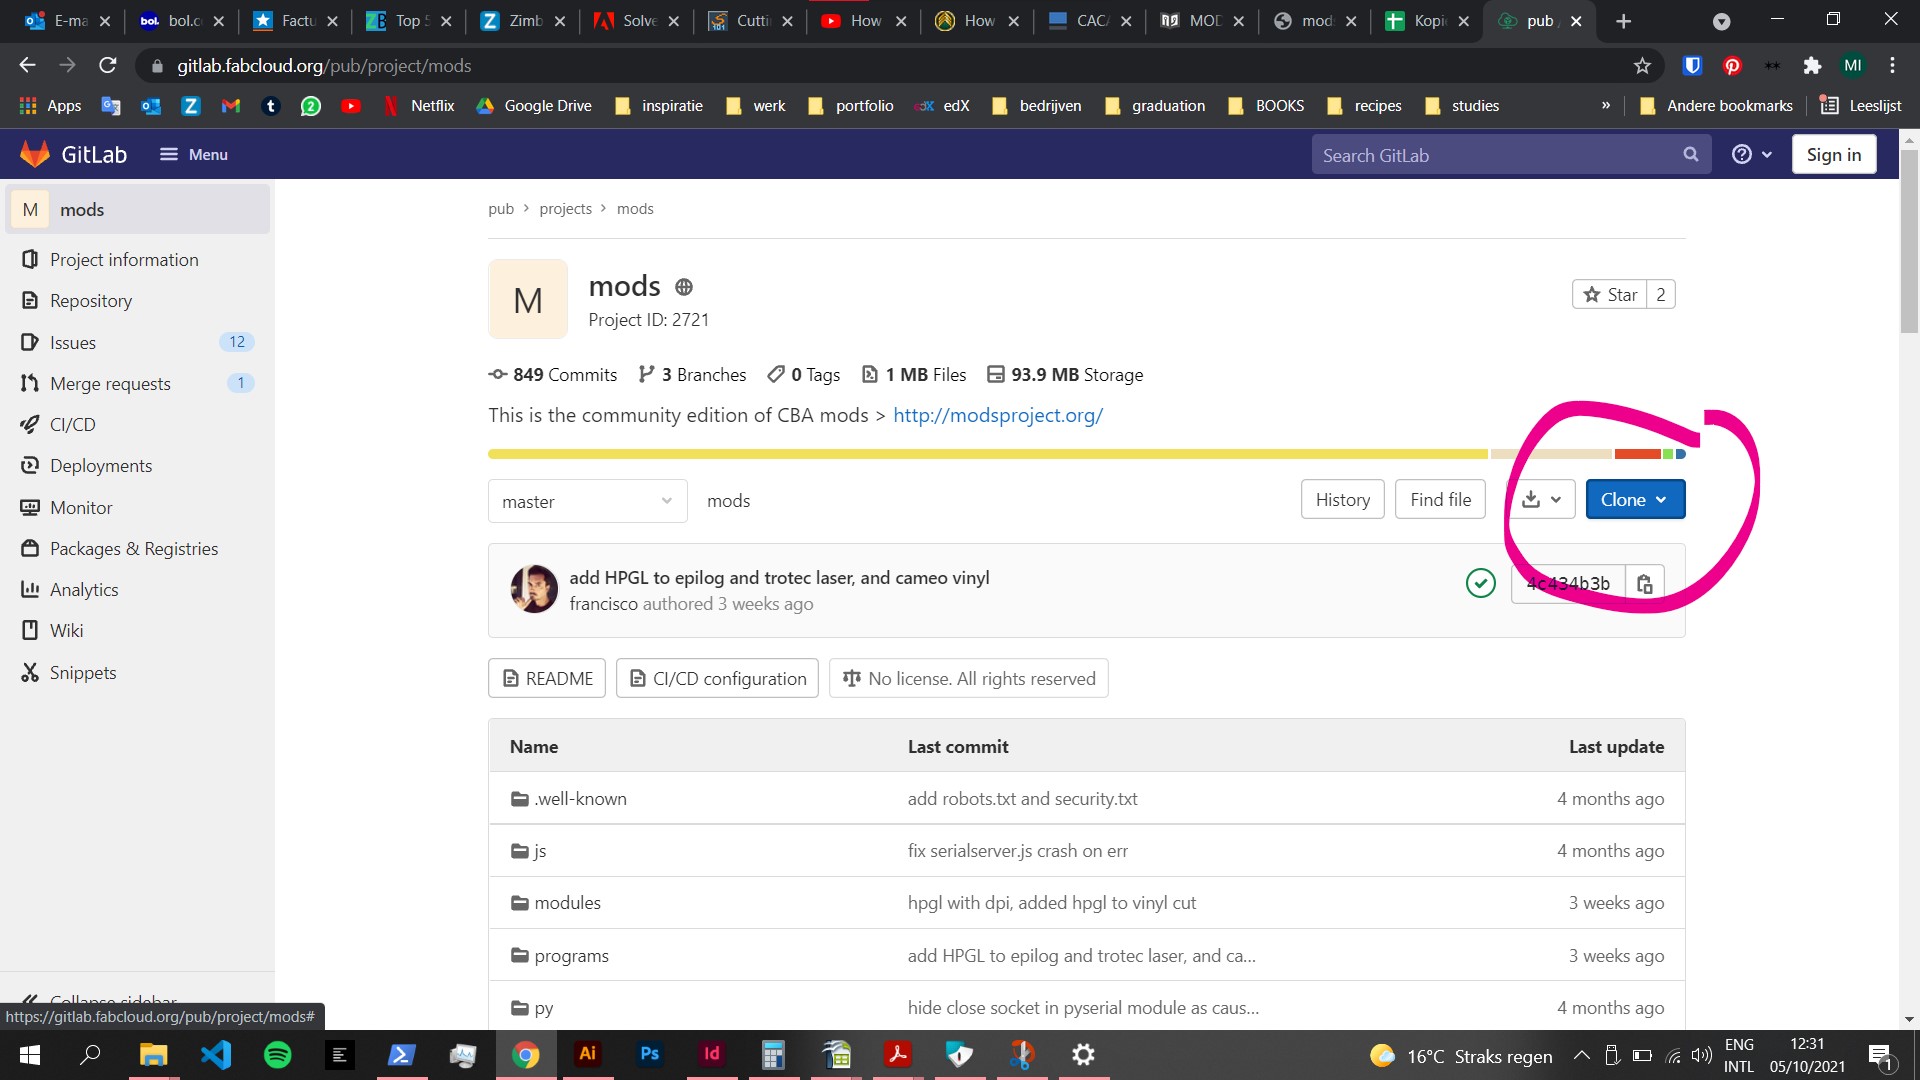 E-ma
bol.c
Factu
Top 5
Zimb
Solve
Cutti
How
How
CACA
MOD
mod
Kopi
pub
gitlab.fabcloud.org/pub/project/mods
MI
Apps
Netflix
Google Drive
inspiratie
werk
portfolio
edX
bedrijven
graduation
BOOKS
recipes
studies
»
Andere bookmarks
Leeslijst
GitLab
Menu
Search GitLab
Sign in
M mods
Project information
Repository
Issues 12
Merge requests 1
CI/CD
Deployments
Monitor
Packages & Registries
Analytics
Wiki
Snippets
Collapse sidebar
https://gitlab.fabcloud.org/pub/project/mods#
pub > projects > mods
M
mods
Project ID: 2721
Star 2
849 Commits 3 Branches 0 Tags 1 MB Files 93.9 MB Storage
This is the community edition of CBA mods > http://modsproject.org/
master mods History Find file Clone
add HPGL to epilog and trotec laser, and cameo vinyl
francisco authored 3 weeks ago
4c434b3b
README CI/CD configuration No license. All rights reserved
Name Last commit Last update
.well-known add robots.txt and security.txt 4 months ago
js fix serialserver.js crash on err 4 months ago
modules hpgl with dpi, added hpgl to vinyl cut 3 weeks ago
programs add HPGL to epilog and trotec laser, and ca... 3 weeks ago
py hide close socket in pyserial module as caus... 4 months ago
Ai
Ps
Id
16°C Straks regen
ENG
INTL
12:31
05/10/2021
1